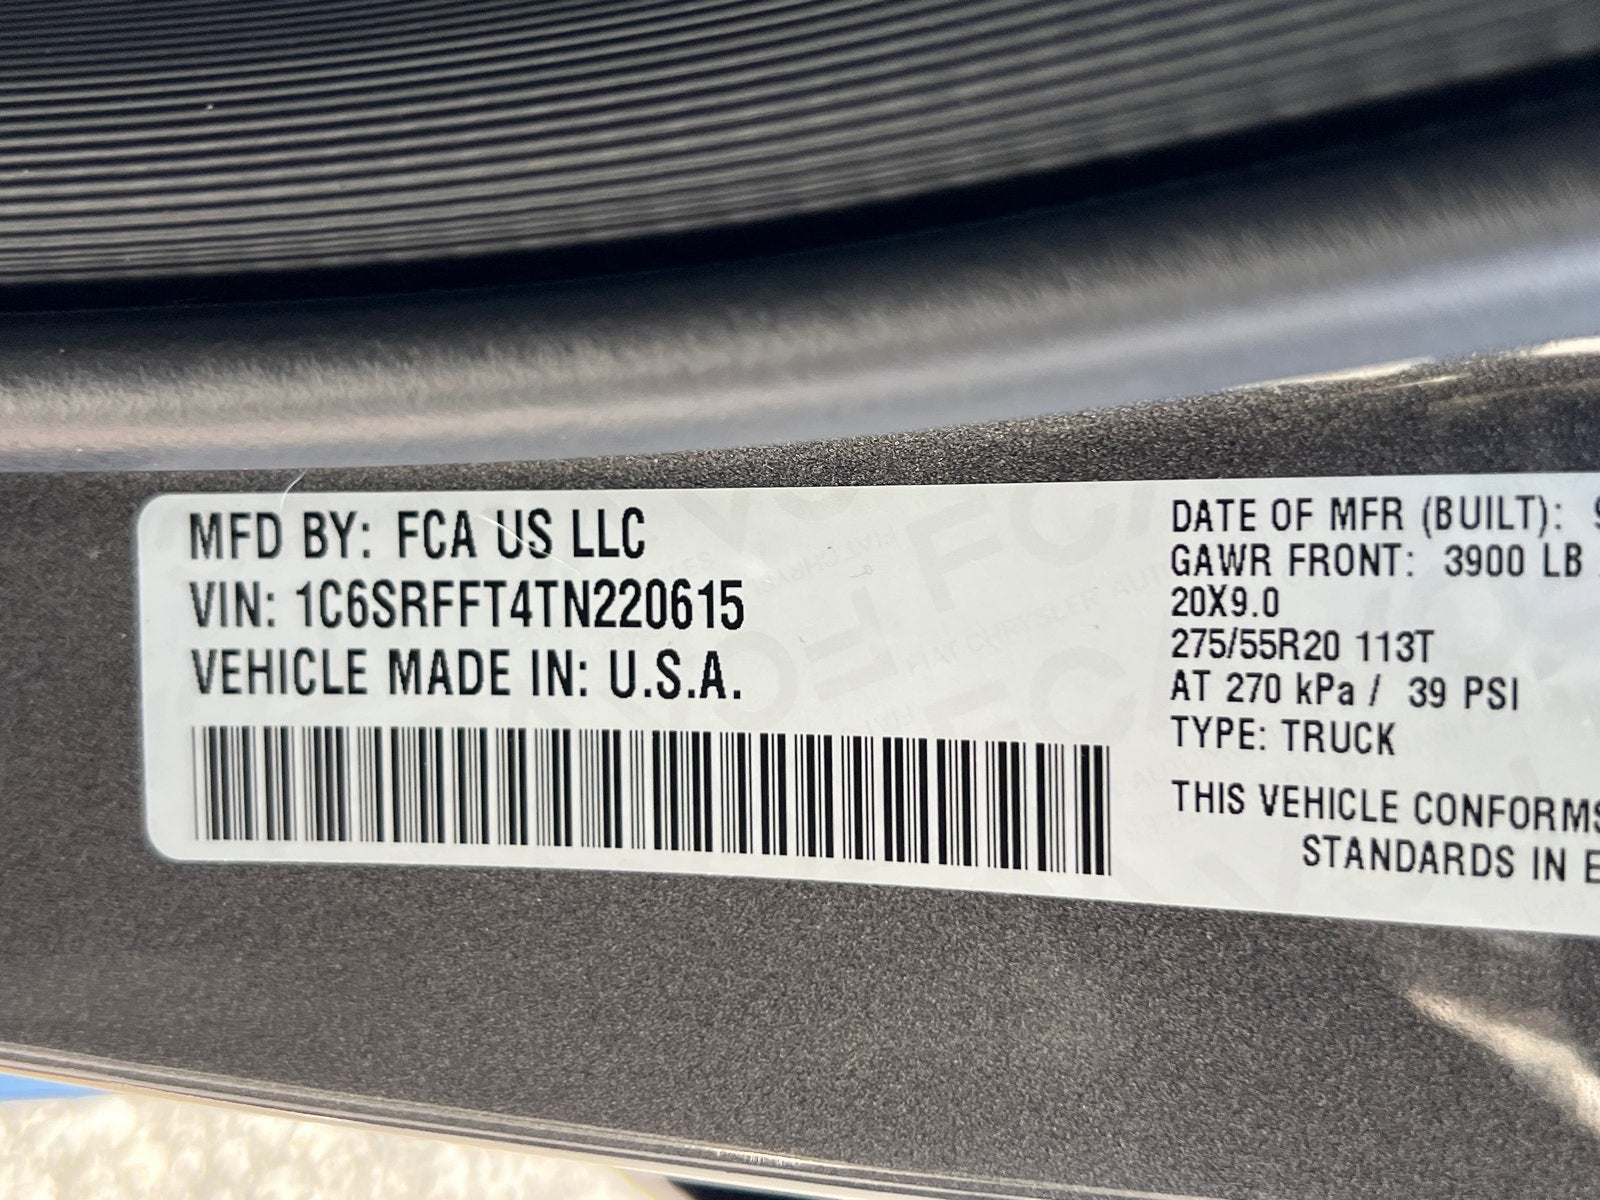 MFD BY: FCA US LLC
VIN: 1C6SRFFT4TN220615
VEHICLE MADE IN: U.S.A.
DATE OF MFR (BUILT):
GAWR FRONT: 3900 LB
20X9.0
275/55R20 113T
AT 270 kPa / 39 PSI
TYPE: TRUCK
THIS VEHICLE CONFORMS
STANDARDS IN